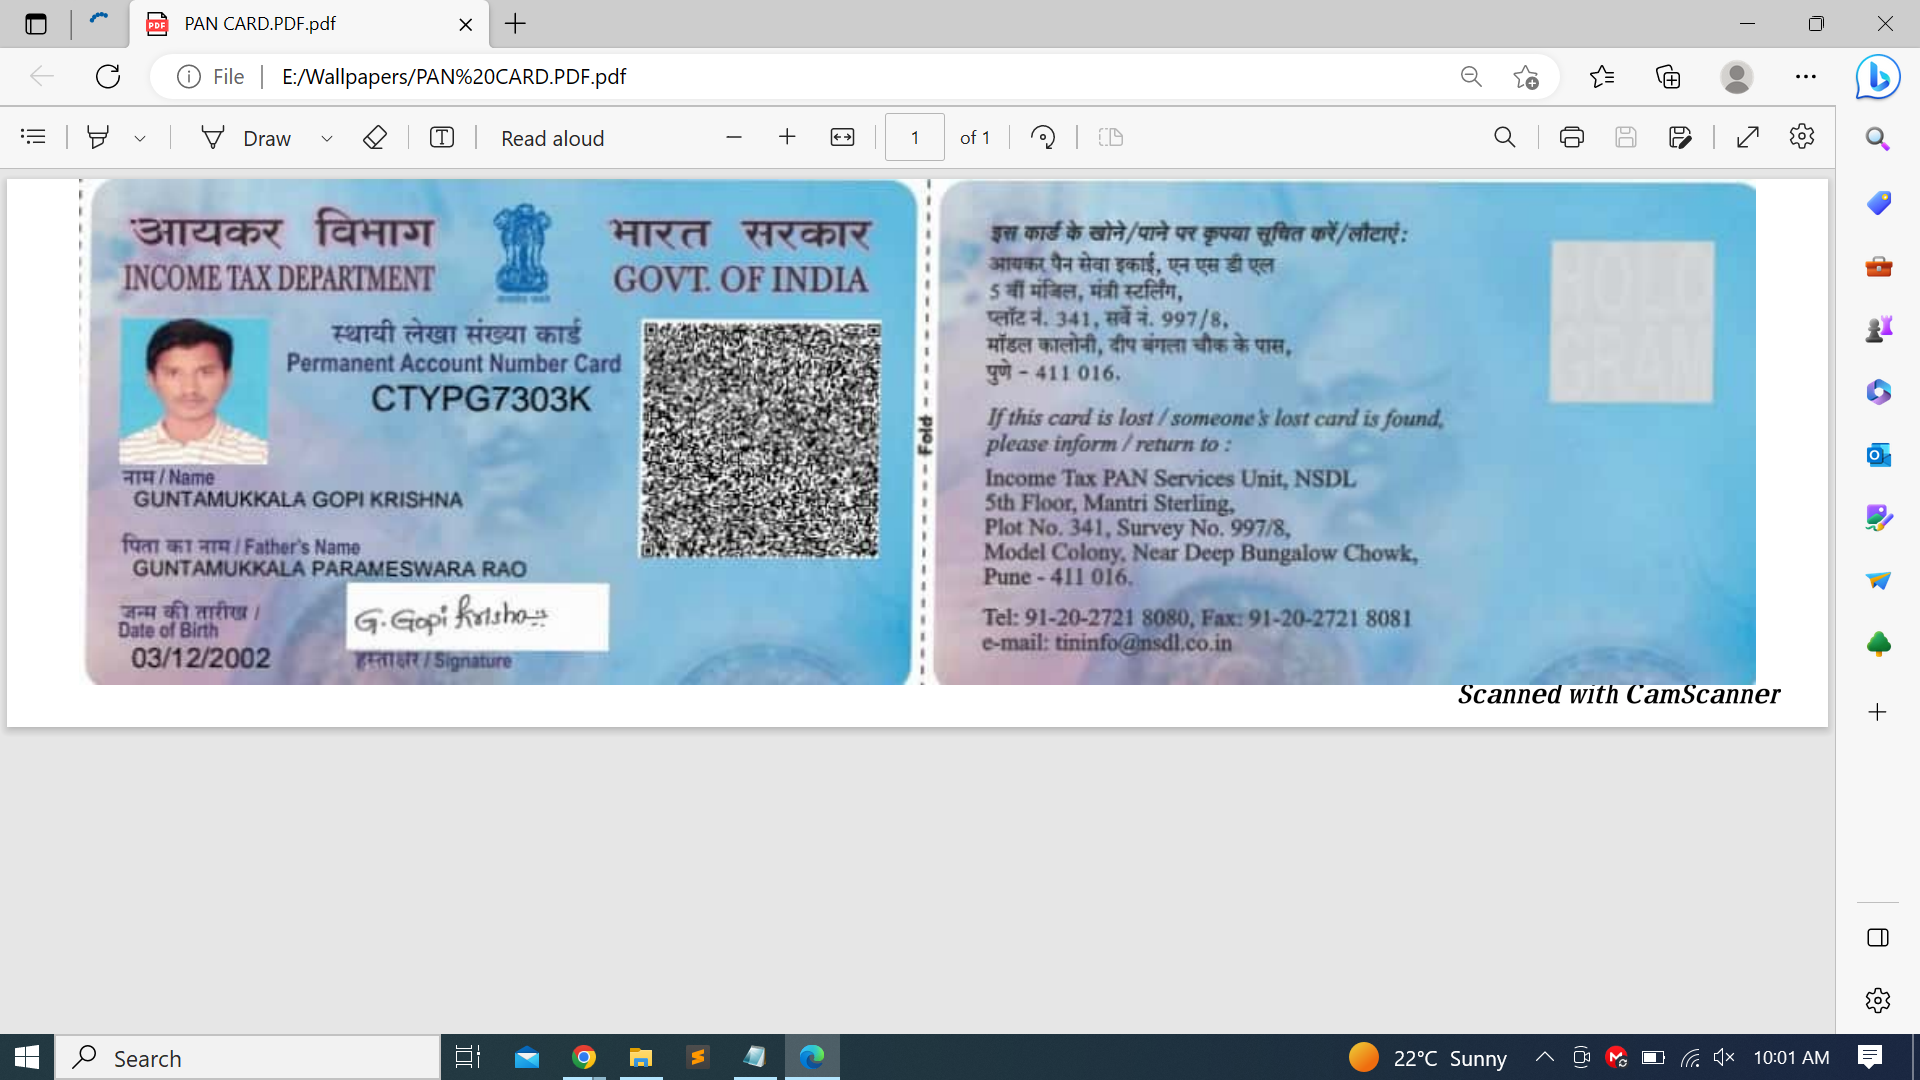 PAN CARD.PDF.pdf
File
E:/Wallpapers/PAN%20CARD.PDF.pdf
Draw
Read aloud
1 of 1
आयकर विभाग
INCOME TAX DEPARTMENT
भारत सरकार
GOVT. OF INDIA
स्थायी लेखा संख्या कार्ड
Permanent Account Number Card
CTYPG7303K
नाम / Name
GUNTAMUKKALA GOPI KRISHNA
पिता का नाम / Father's Name
GUNTAMUKKALA PARAMESWARA RAO
जन्म की तारीख /
Date of Birth
03/12/2002
G. Gopi Krishna
हस्ताक्षर / Signature
Fold
इस कार्ड के खोने/पाने पर कृपया सूचित करें/लौटाएं :
आयकर पैन सेवा इकाई, एन एस डी एल
5 वीं मंजिल, मंत्री स्टर्लिंग,
प्लॉट नं. 341, सर्वे नं. 997/8,
मॉडल कालोनी, दीप बंगला चौक के पास,
पुणे - 411 016.
If this card is lost / someone's lost card is found,
please inform / return to :
Income Tax PAN Services Unit, NSDL
5th Floor, Mantri Sterling,
Plot No. 341, Survey No. 997/8,
Model Colony, Near Deep Bungalow Chowk,
Pune - 411 016.
Tel: 91-20-2721 8080, Fax: 91-20-2721 8081
e-mail: tininfo@nsdl.co.in
HOLO
GRAM
Scanned with CamScanner
Search
22°C Sunny
10:01 AM